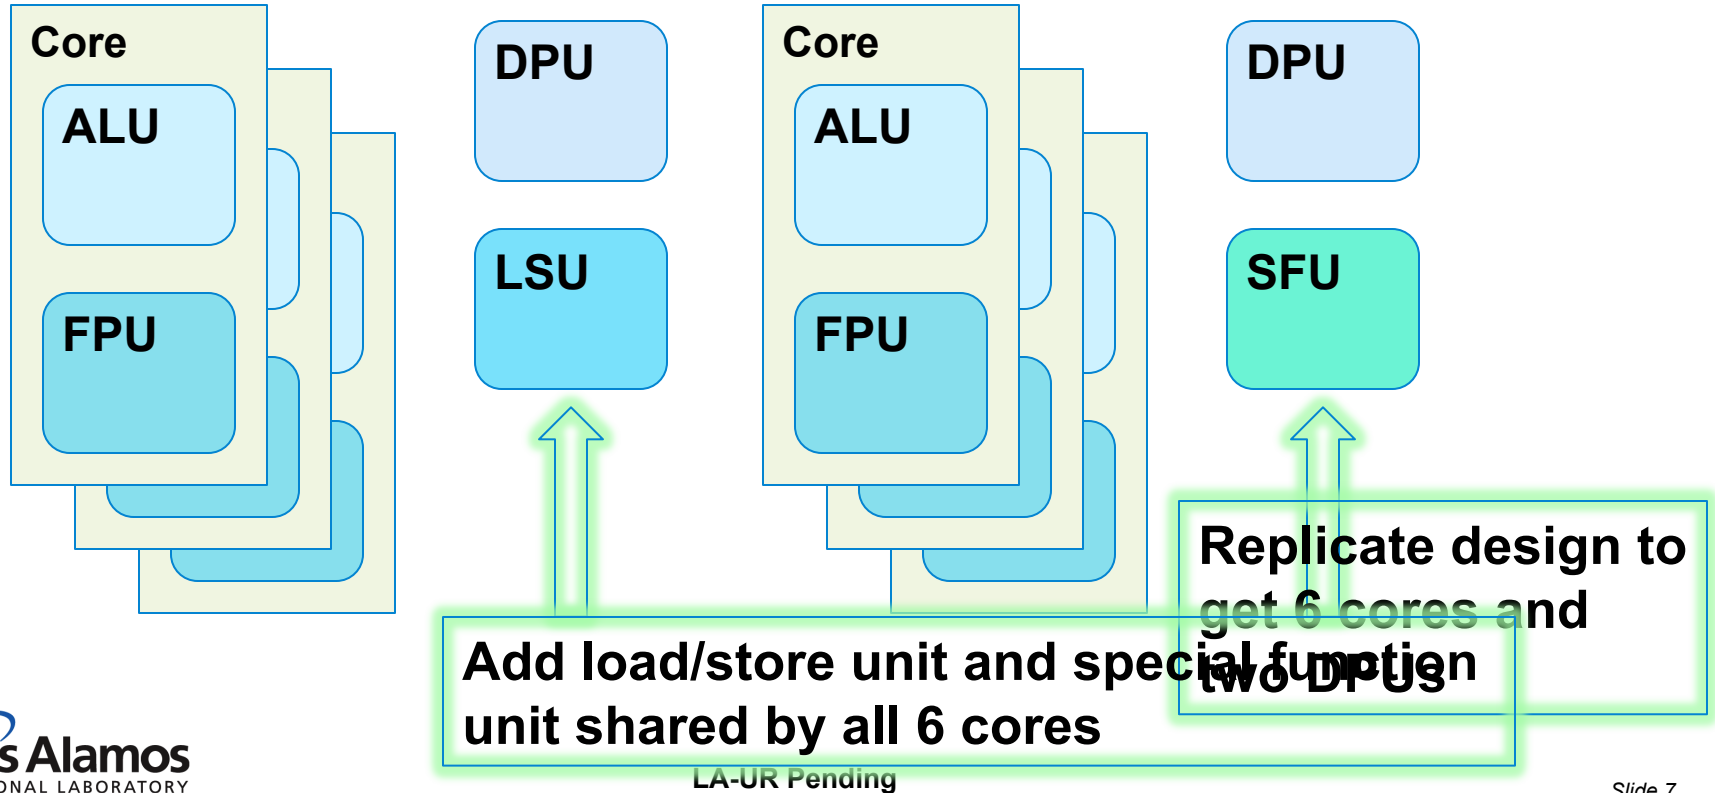 Core
ALU
FPU
DPU
LSU
Core
ALU
FPU
DPU
SFU
Replicate design to
get 6 cores and
two DPUs
Add load/store unit and special function
unit shared by all 6 cores
s Alamos
ONAL LABORATORY
LA-UR Pending
Slide 7